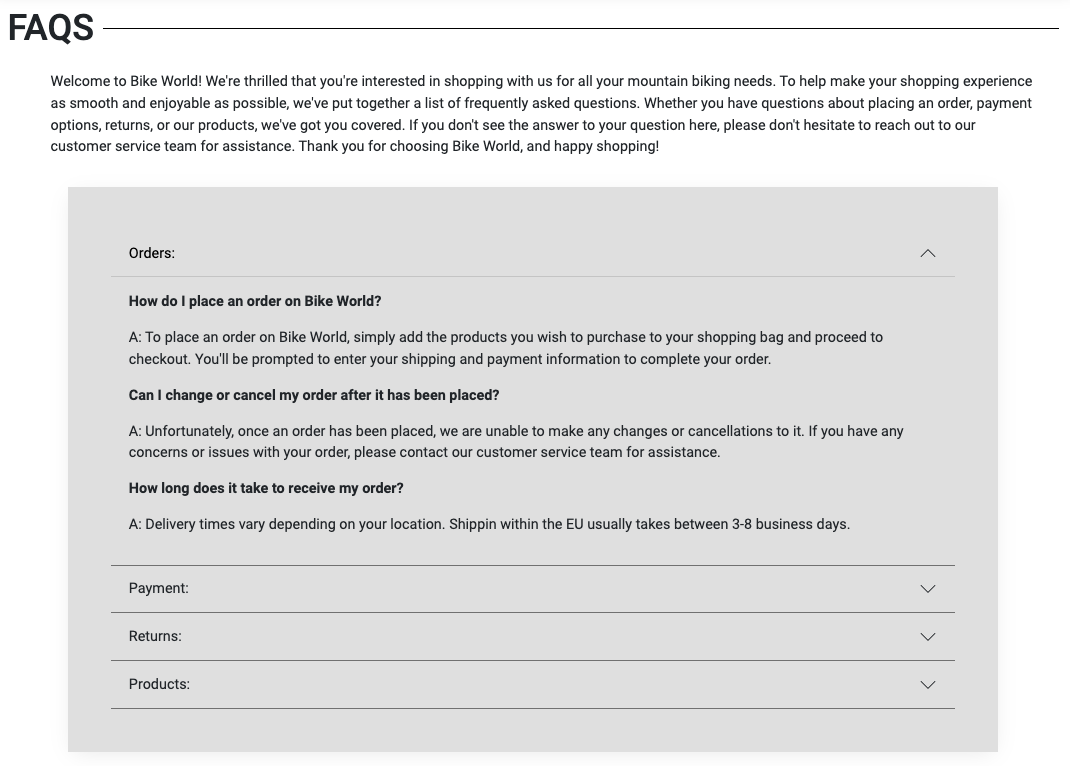 FAQS
Welcome to Bike World! We're thrilled that you're interested in shopping with us for all your mountain biking needs. To help make your shopping experience
as smooth and enjoyable as possible, we've put together a list of frequently asked questions. Whether you have questions about placing an order, payment
options, returns, or our products, we've got you covered. If you don't see the answer to your question here, please don't hesitate to reach out to our
customer service team for assistance. Thank you for choosing Bike World, and happy shopping!
Orders:
How do I place an order on Bike World?
A: To place an order on Bike World, simply add the products you wish to purchase to your shopping bag and proceed to
checkout. You'll be prompted to enter your shipping and payment information to complete your order.
Can I change or cancel my order after it has been placed?
A: Unfortunately, once an order has been placed, we are unable to make any changes or cancellations to it. If you have any
concerns or issues with your order, please contact our customer service team for assistance.
How long does it take to receive my order?
A: Delivery times vary depending on your location. Shippin within the EU usually takes between 3-8 business days.
Payment:
Returns:
Products: